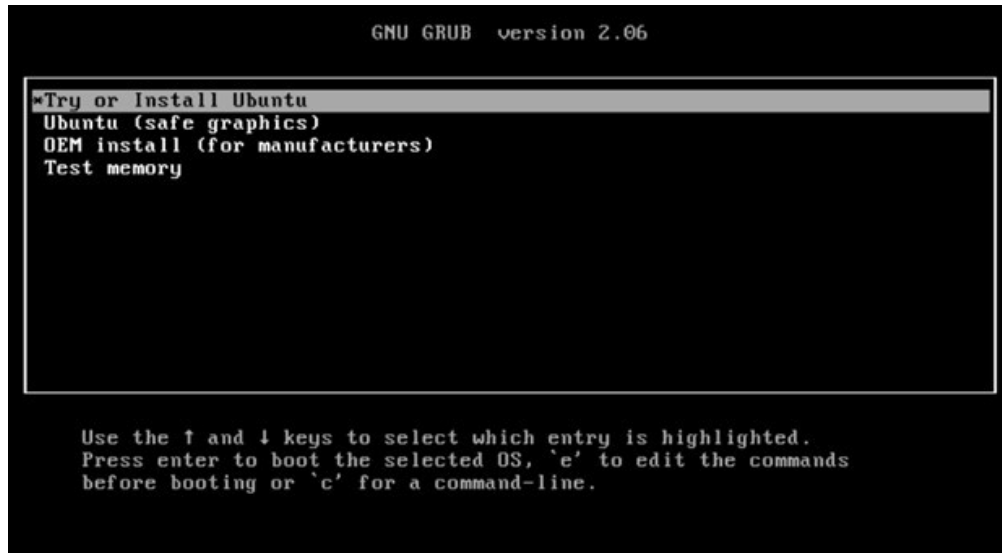 GNU GRUB version 2.06
*Try or Install Ubuntu
Ubuntu (safe graphics)
OEM install (for manufacturers)
Test memory
Use the ↑ and ↓ keys to select which entry is highlighted.
Press enter to boot the selected OS, `e' to edit the commands
before booting or `c' for a command-line.